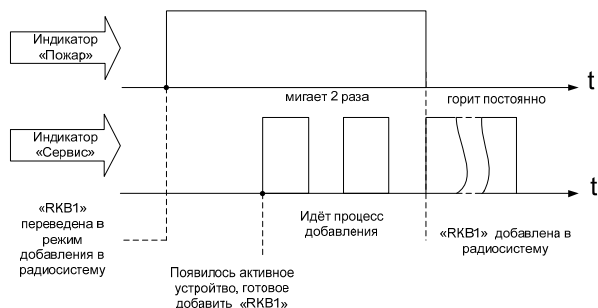 Индикатор
«Пожар»
t
мигает 2 раза
горит постоянно
Индикатор
«Сервис»
t
«RKB1»
переведена в
режим
добавления в
радиосистему
Идёт процесс
добавления
«RKB1» добавлена в
радиосистему
Появилось активное
устройтво, готовое
добавить «RKB1»